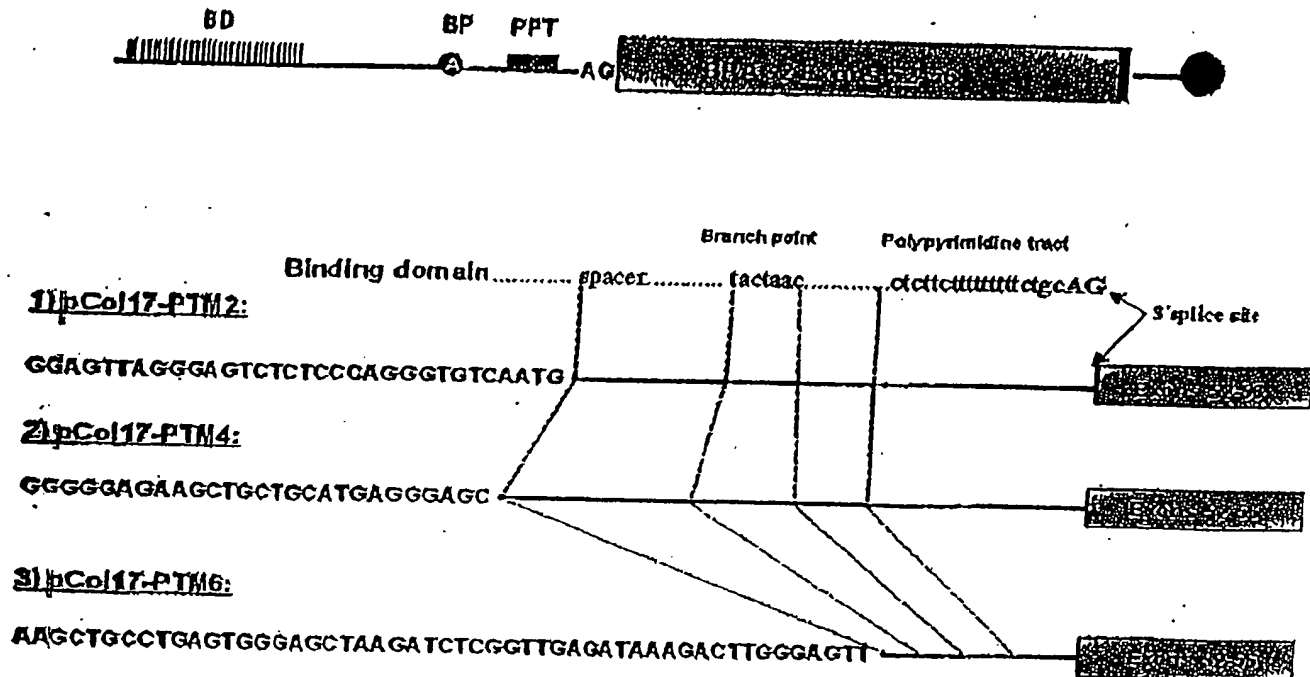 BD BP PPT
A AG
Branch point Polypyrimidine tract
Binding domain............ spacer............ tactaac............ctcttctttttttttctgcAG
3'splice site
1) pCol17-PTM2:
GGAGTTAGGGAGTCTCTCCCAGGGTGTCAATG
2) pCol17-PTM4:
GGGGGAGAAGCTGCTGCATGAGGGAGC
3) pCol17-PTM6:
AAGCTGCCTGAGTGGGAGCTAAGATCTCGGTTGAGATAAAGACTTGGGAGTT